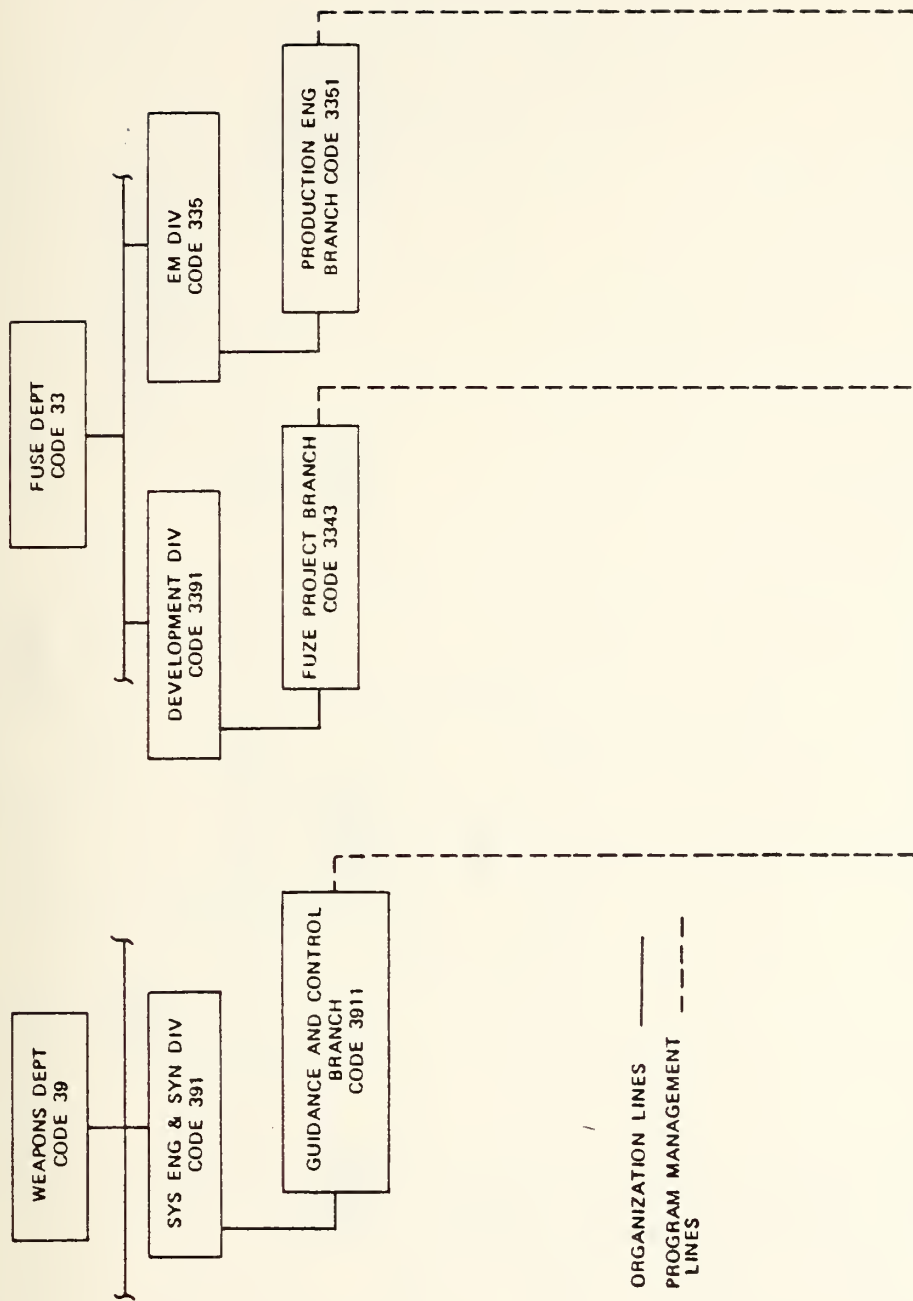 WEAPONS DEPT
CODE 39
SYS ENG & SYN DIV
CODE 391
GUIDANCE AND CONTROL
BRANCH
CODE 3911
FUSE DEPT
CODE 33
DEVELOPMENT DIV
CODE 3391
FUZE PROJECT BRANCH
CODE 3343
EM DIV
CODE 335
PRODUCTION ENG
BRANCH CODE 3351
ORGANIZATION LINES
PROGRAM MANAGEMENT
LINES